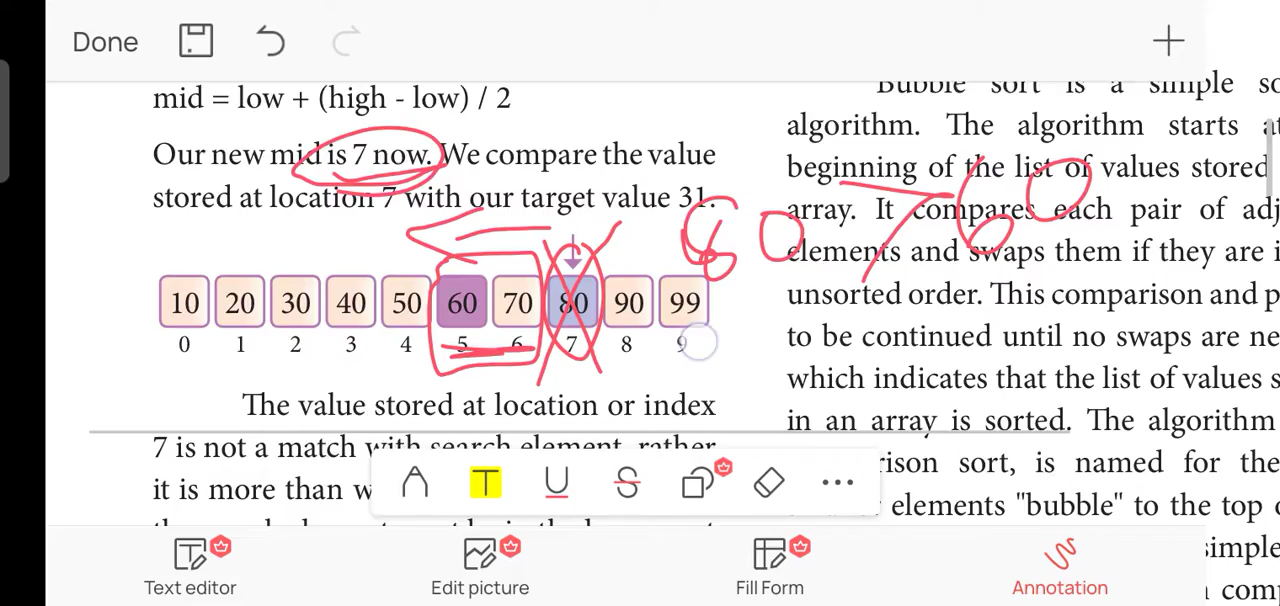 Done
mid = low + (high - low) / 2
Our new mid is 7 now. We compare the value
stored at location 7 with our target value 31.
10 20 30 40 50 60 70 80 90 99
0 1 2 3 4 5 6 7 8 9
The value stored at location or index
7 is not a match with search element, rather
it is more than w
80 > 60
Bubble sort is a simple so
algorithm. The algorithm starts at
beginning of the list of values stored
array. It compares each pair of adj
elements and swaps them if they are i
unsorted order. This comparison and p
to be continued until no swaps are ne
which indicates that the list of values s
in an array is sorted. The algorithm
rison sort, is named for the
elements "bubble" to the top o
simple
comp
T U S
Text editor Edit picture Fill Form Annotation